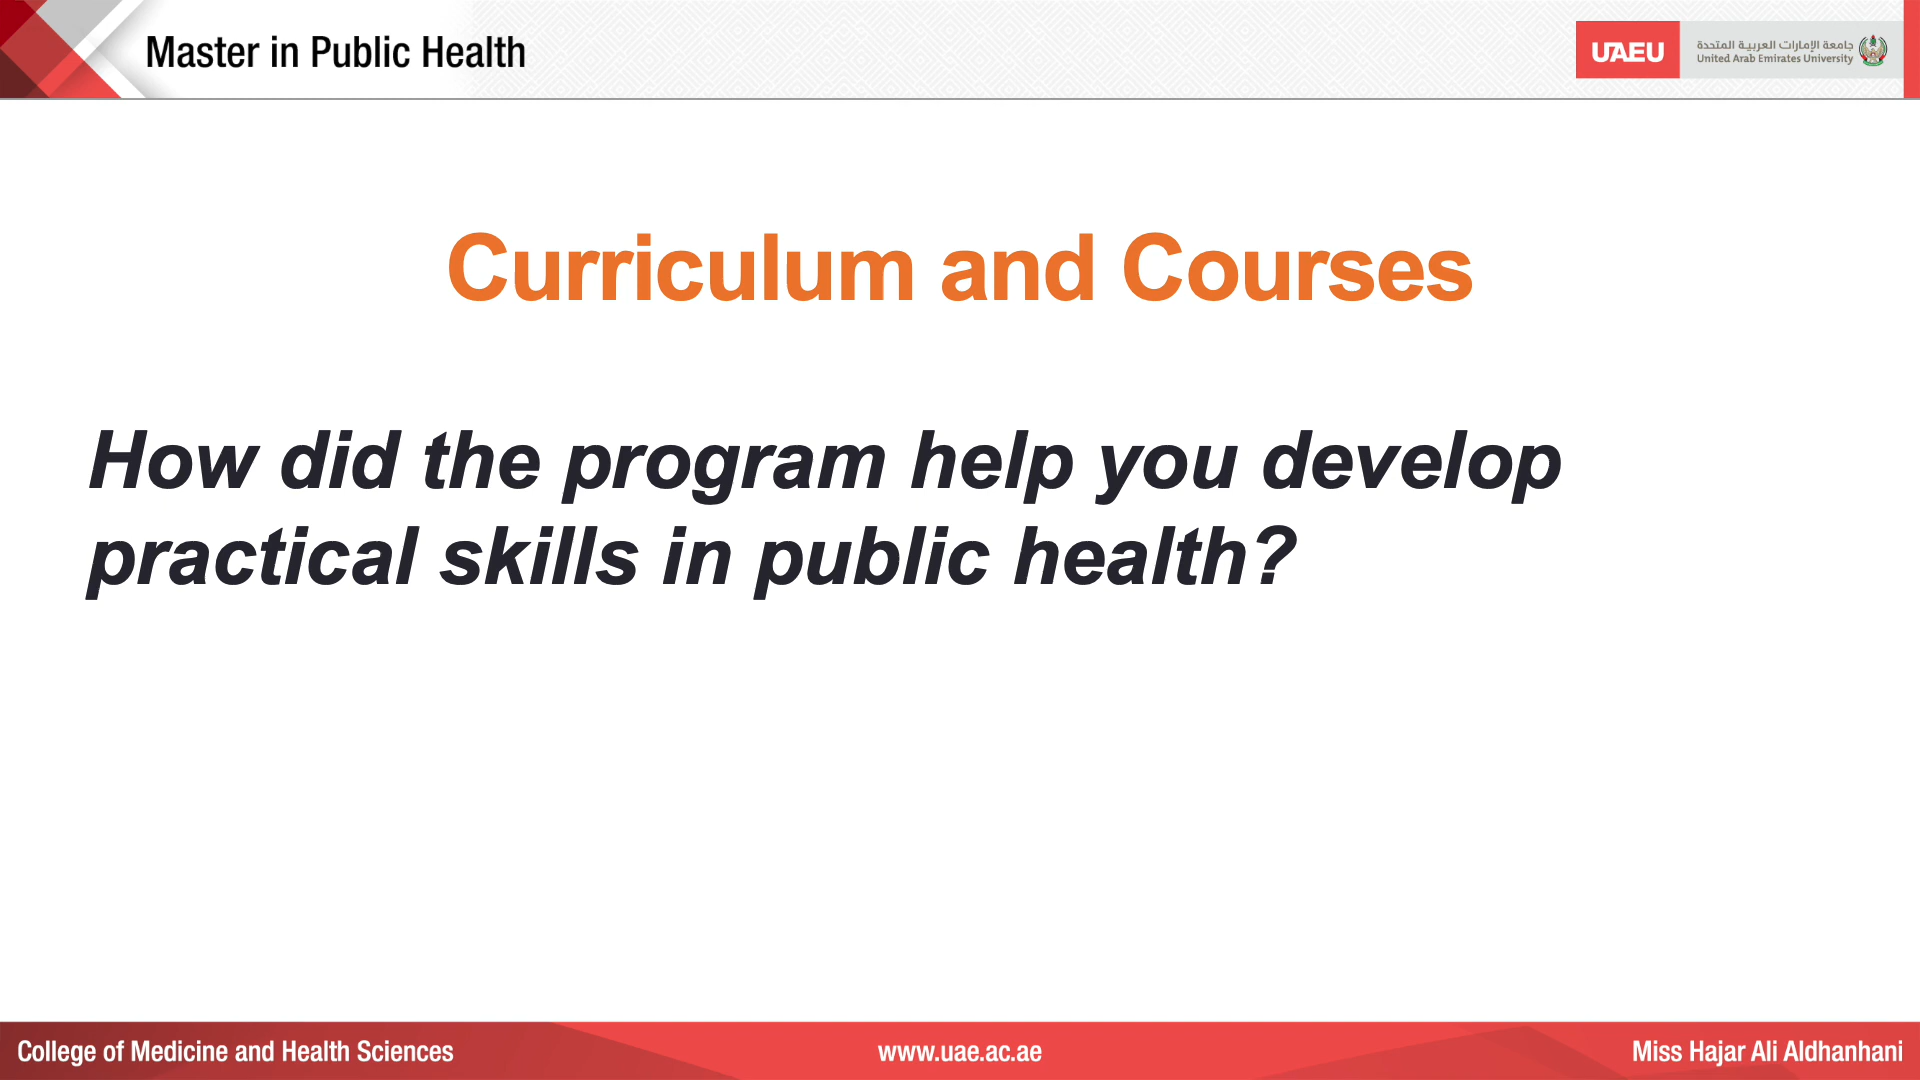 Master in Public Health
UAEU
جامعة الإمارات العربية المتحدة
United Arab Emirates University
Curriculum and Courses
How did the program help you develop
practical skills in public health?
College of Medicine and Health Sciences
www.uae.ac.ae
Miss Hajar Ali Aldhanhani